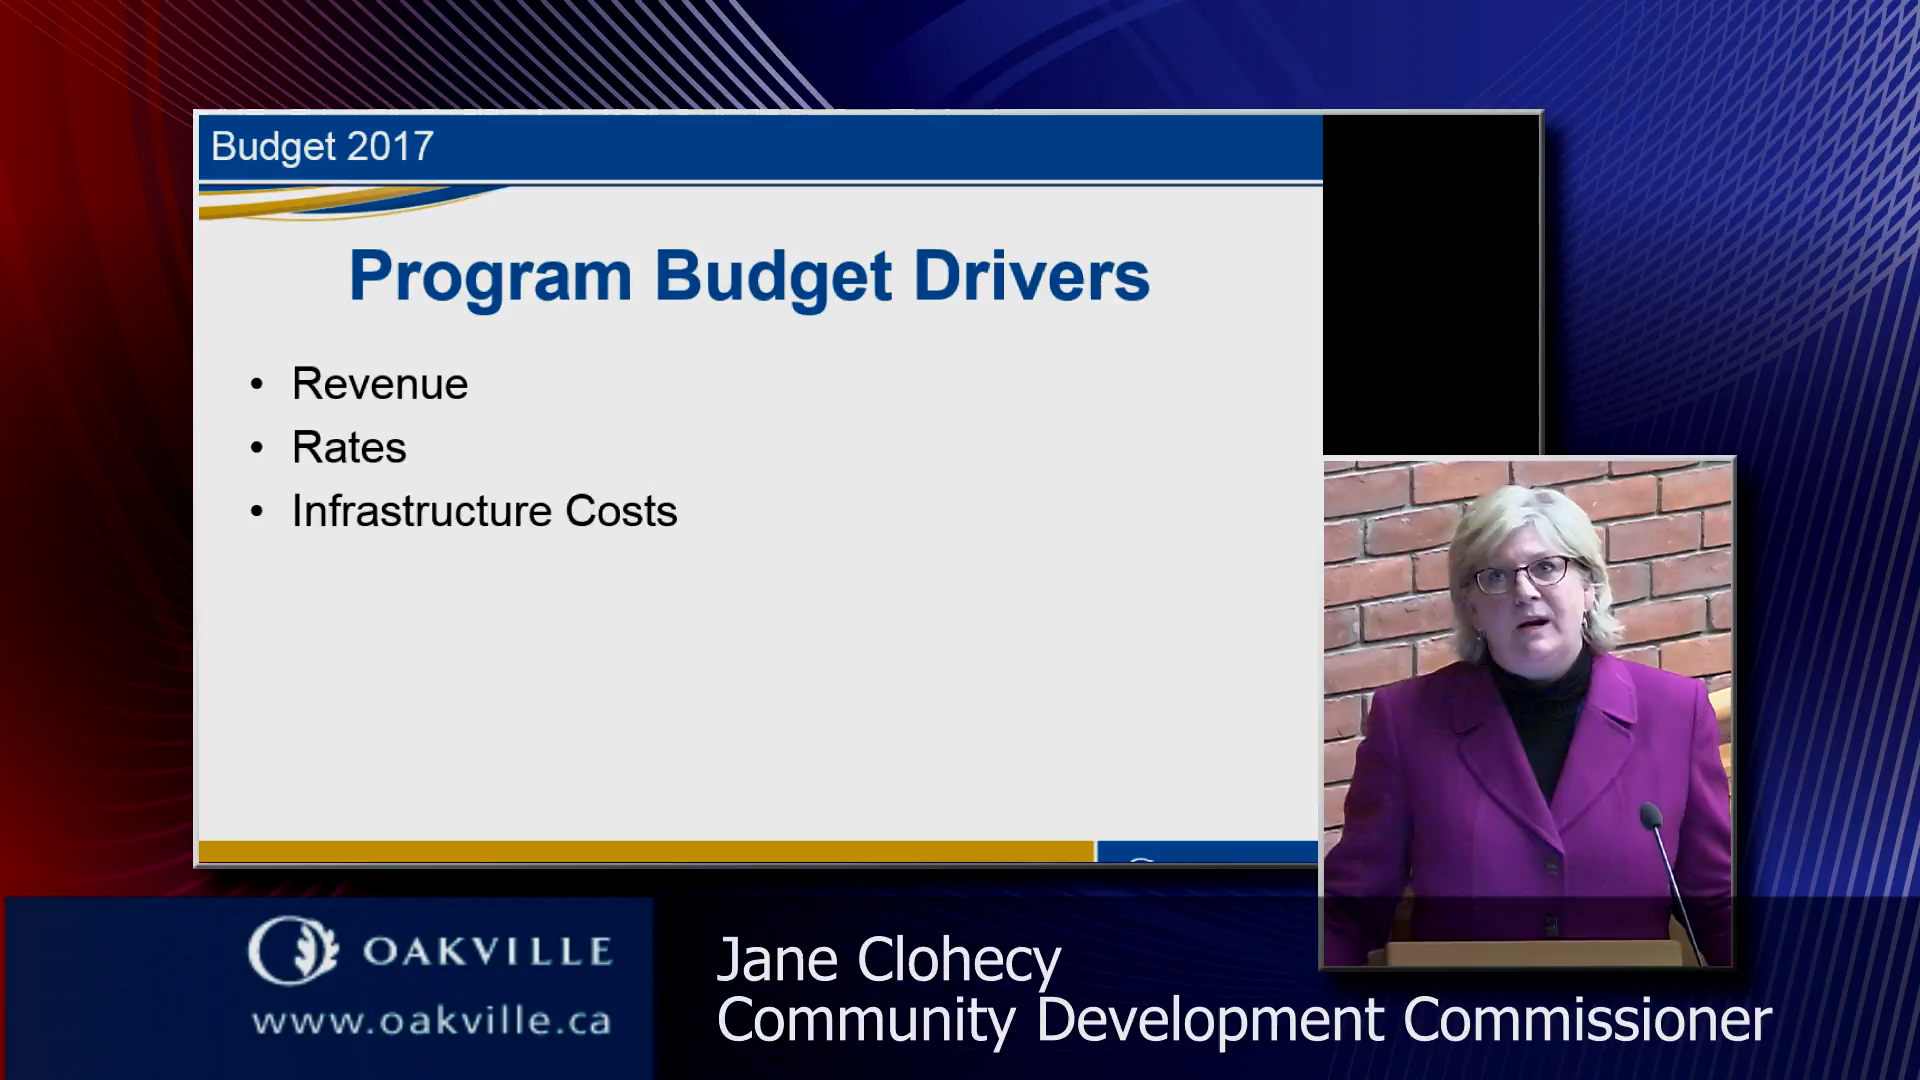 Budget 2017
Program Budget Drivers
• Revenue
• Rates
• Infrastructure Costs
OAKVILLE
www.oakville.ca
Jane Clohecy
Community Development Commissioner